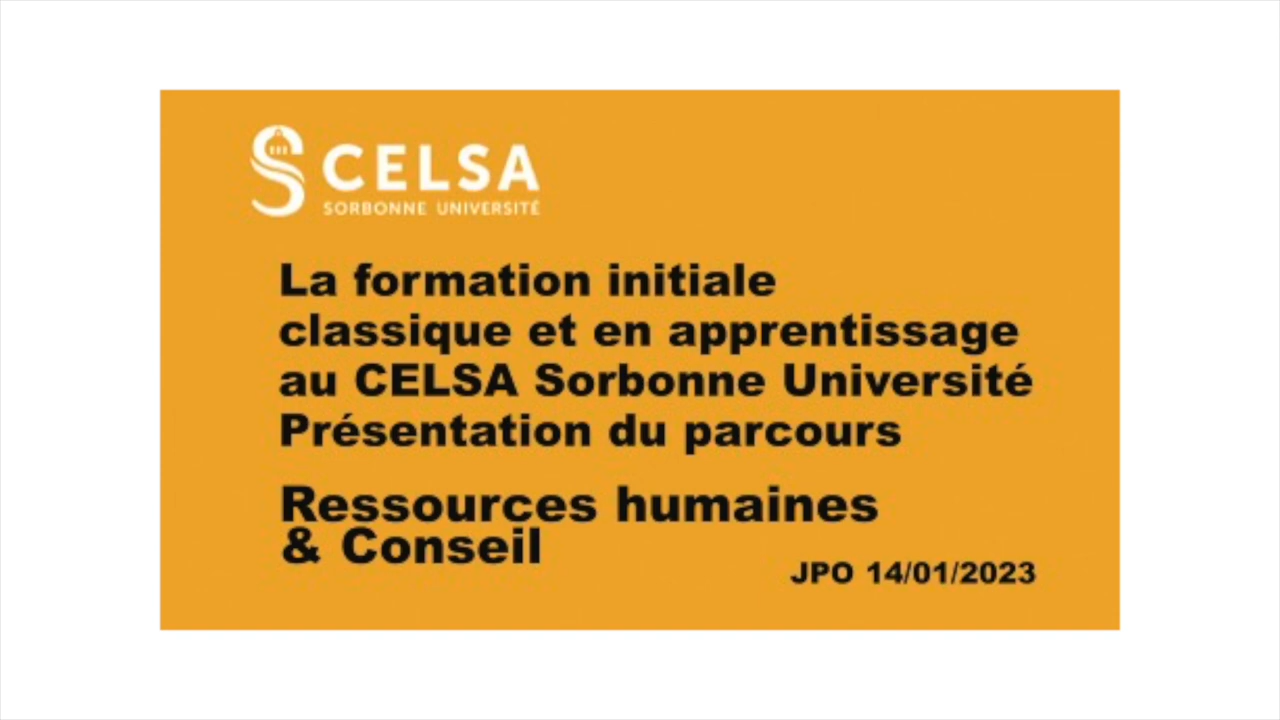 CELSA
SORBONNE UNIVERSITÉ
La formation initiale
classique et en apprentissage
au CELSA Sorbonne Université
Présentation du parcours
Ressources humaines
& Conseil
JPO 14/01/2023